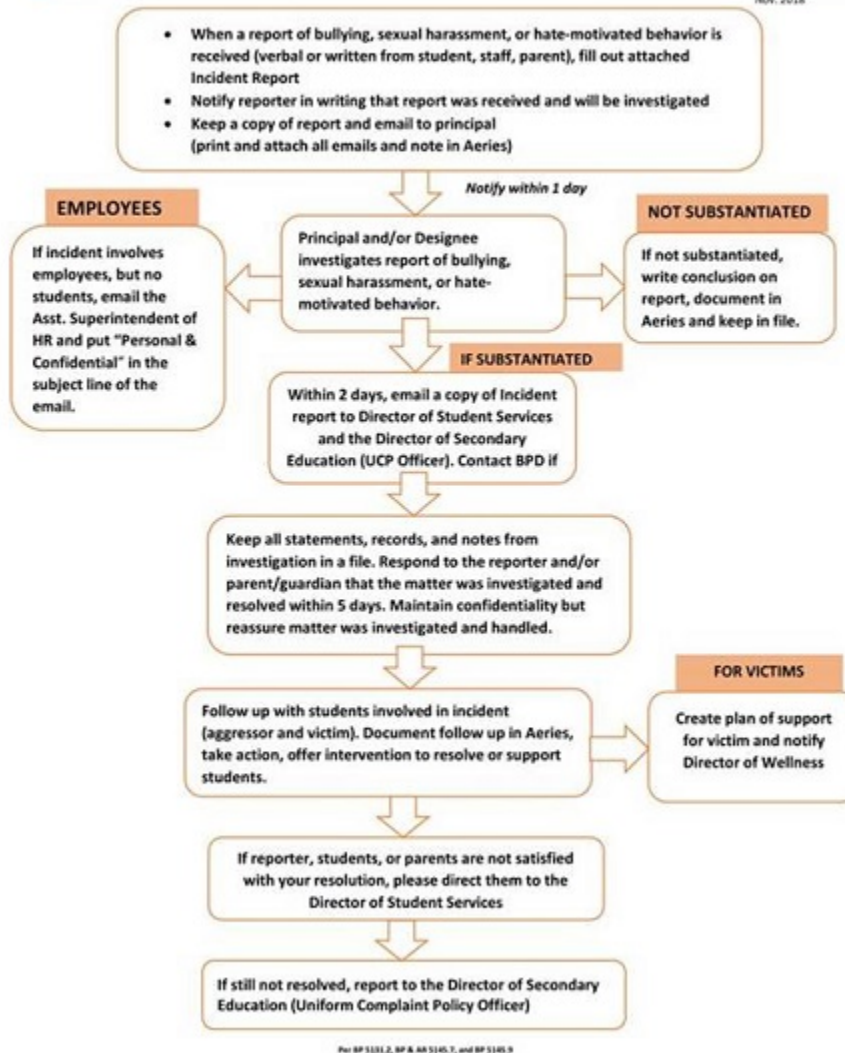 Nov. 2018
• When a report of bullying, sexual harassment, or hate-motivated behavior is
received (verbal or written from student, staff, parent), fill out attached
Incident Report
• Notify reporter in writing that report was received and will be investigated
• Keep a copy of report and email to principal
(print and attach all emails and note in Aeries)
Notify within 1 day
EMPLOYEES
If incident involves
employees, but no
students, email the
Asst. Superintendent of
HR and put "Personal &
Confidential" in the
subject line of the
email.
Principal and/or Designee
investigates report of bullying,
sexual harassment, or hate-
motivated behavior.
NOT SUBSTANTIATED
If not substantiated,
write conclusion on
report, document in
Aeries and keep in file.
IF SUBSTANTIATED
Within 2 days, email a copy of Incident
report to Director of Student Services
and the Director of Secondary
Education (UCP Officer). Contact BPD if
Keep all statements, records, and notes from
investigation in a file. Respond to the reporter and/or
parent/guardian that the matter was investigated and
resolved within 5 days. Maintain confidentiality but
reassure matter was investigated and handled.
Follow up with students involved in incident
(aggressor and victim). Document follow up in Aeries,
take action, offer intervention to resolve or support
students.
FOR VICTIMS
Create plan of support
for victim and notify
Director of Wellness
If reporter, students, or parents are not satisfied
with your resolution, please direct them to the
Director of Student Services
If still not resolved, report to the Director of Secondary
Education (Uniform Complaint Policy Officer)
Per BP 5131.2, BP & AR 5145.7, and BP 5145.9